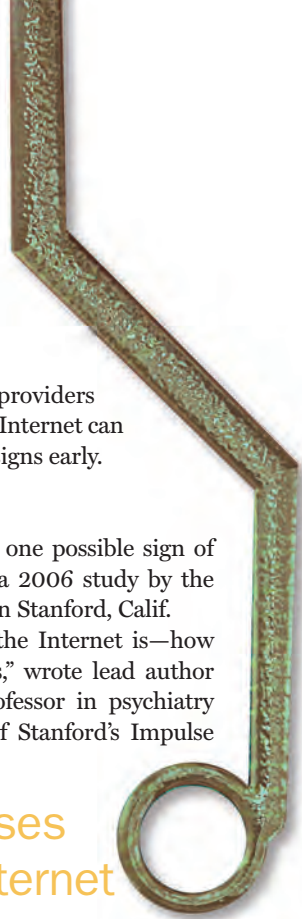 providers
Internet can
igns early.
one possible sign of
a 2006 study by the
n Stanford, Calif.
the Internet is—how
s,” wrote lead author
ofessor in psychiatry
f Stanford’s Impulse
ses
ternet